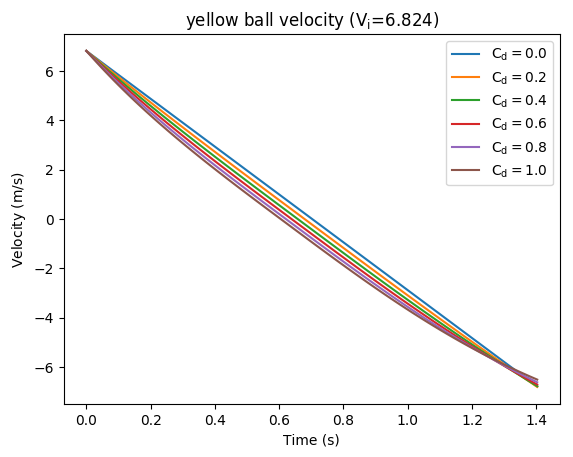 yellow ball velocity (Vi=6.824)
Velocity (m/s)
6
4
2
0
−2
−4
−6
Cd = 0.0
Cd = 0.2
Cd = 0.4
Cd = 0.6
Cd = 0.8
Cd = 1.0
0.0 0.2 0.4 0.6 0.8 1.0 1.2 1.4
Time (s)